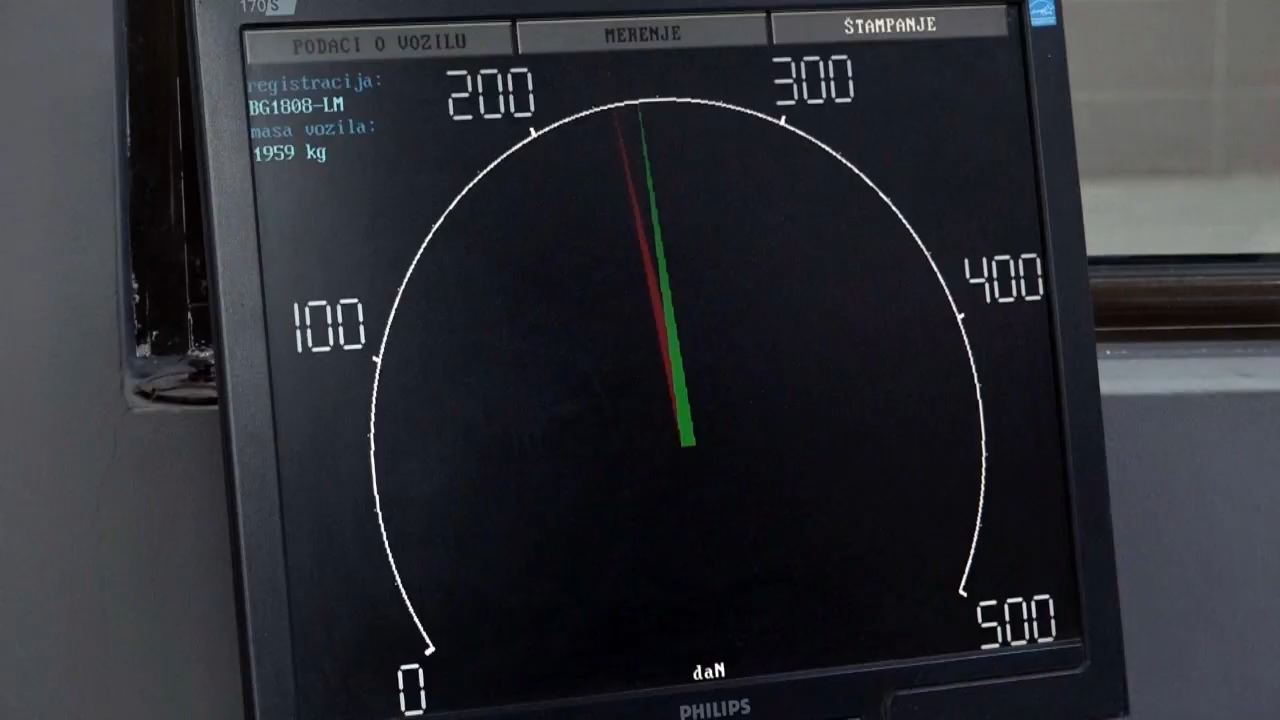 170S
PODACI O VOZILU
MERENJE
ŠTAMPANJE
registracija:
BG1808-LM
masa vozila:
1959 kg
200
300
100
400
0
500
daN
PHILIPS